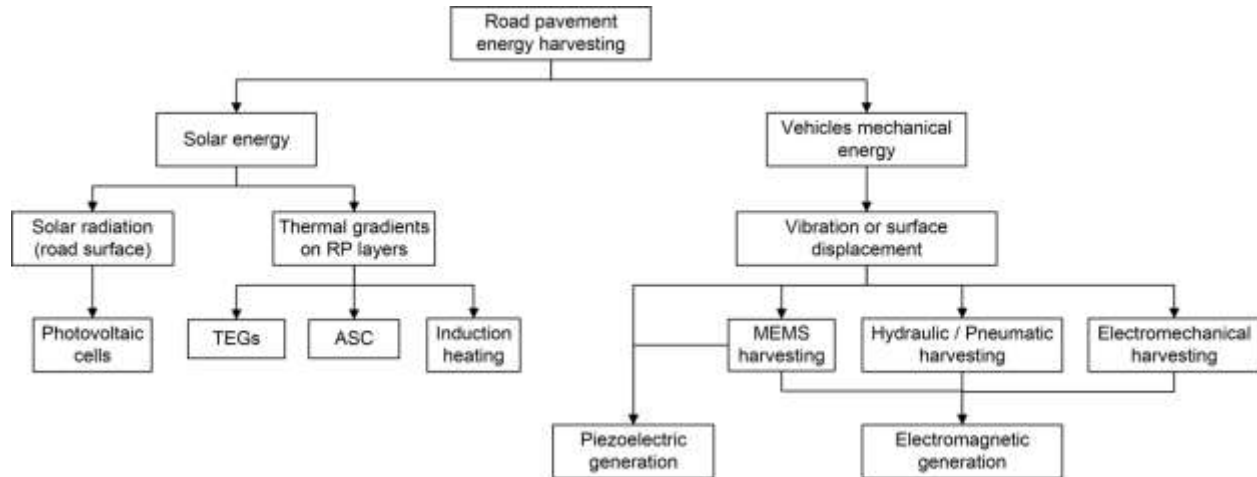 Road pavement
energy harvesting
Solar energy
Vehicles mechanical
energy
Solar radiation
(road surface)
Thermal gradients
on RP layers
Vibration or surface
displacement
Photovoltaic
cells
TEGs
ASC
Induction
heating
MEMS
harvesting
Hydraulic / Pneumatic
harvesting
Electromechanical
harvesting
Piezoelectric
generation
Electromagnetic
generation